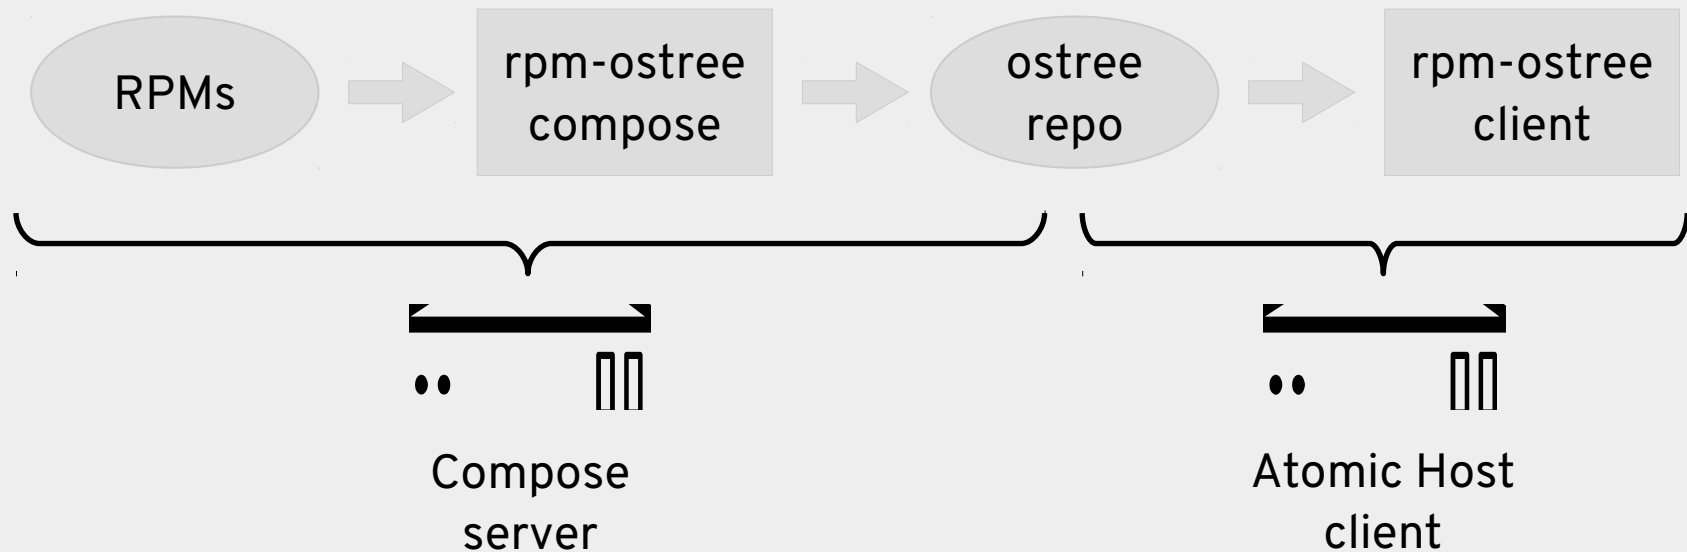 RPMs
rpm-ostree
compose
ostree
repo
rpm-ostree
client
Compose
server
Atomic Host
client